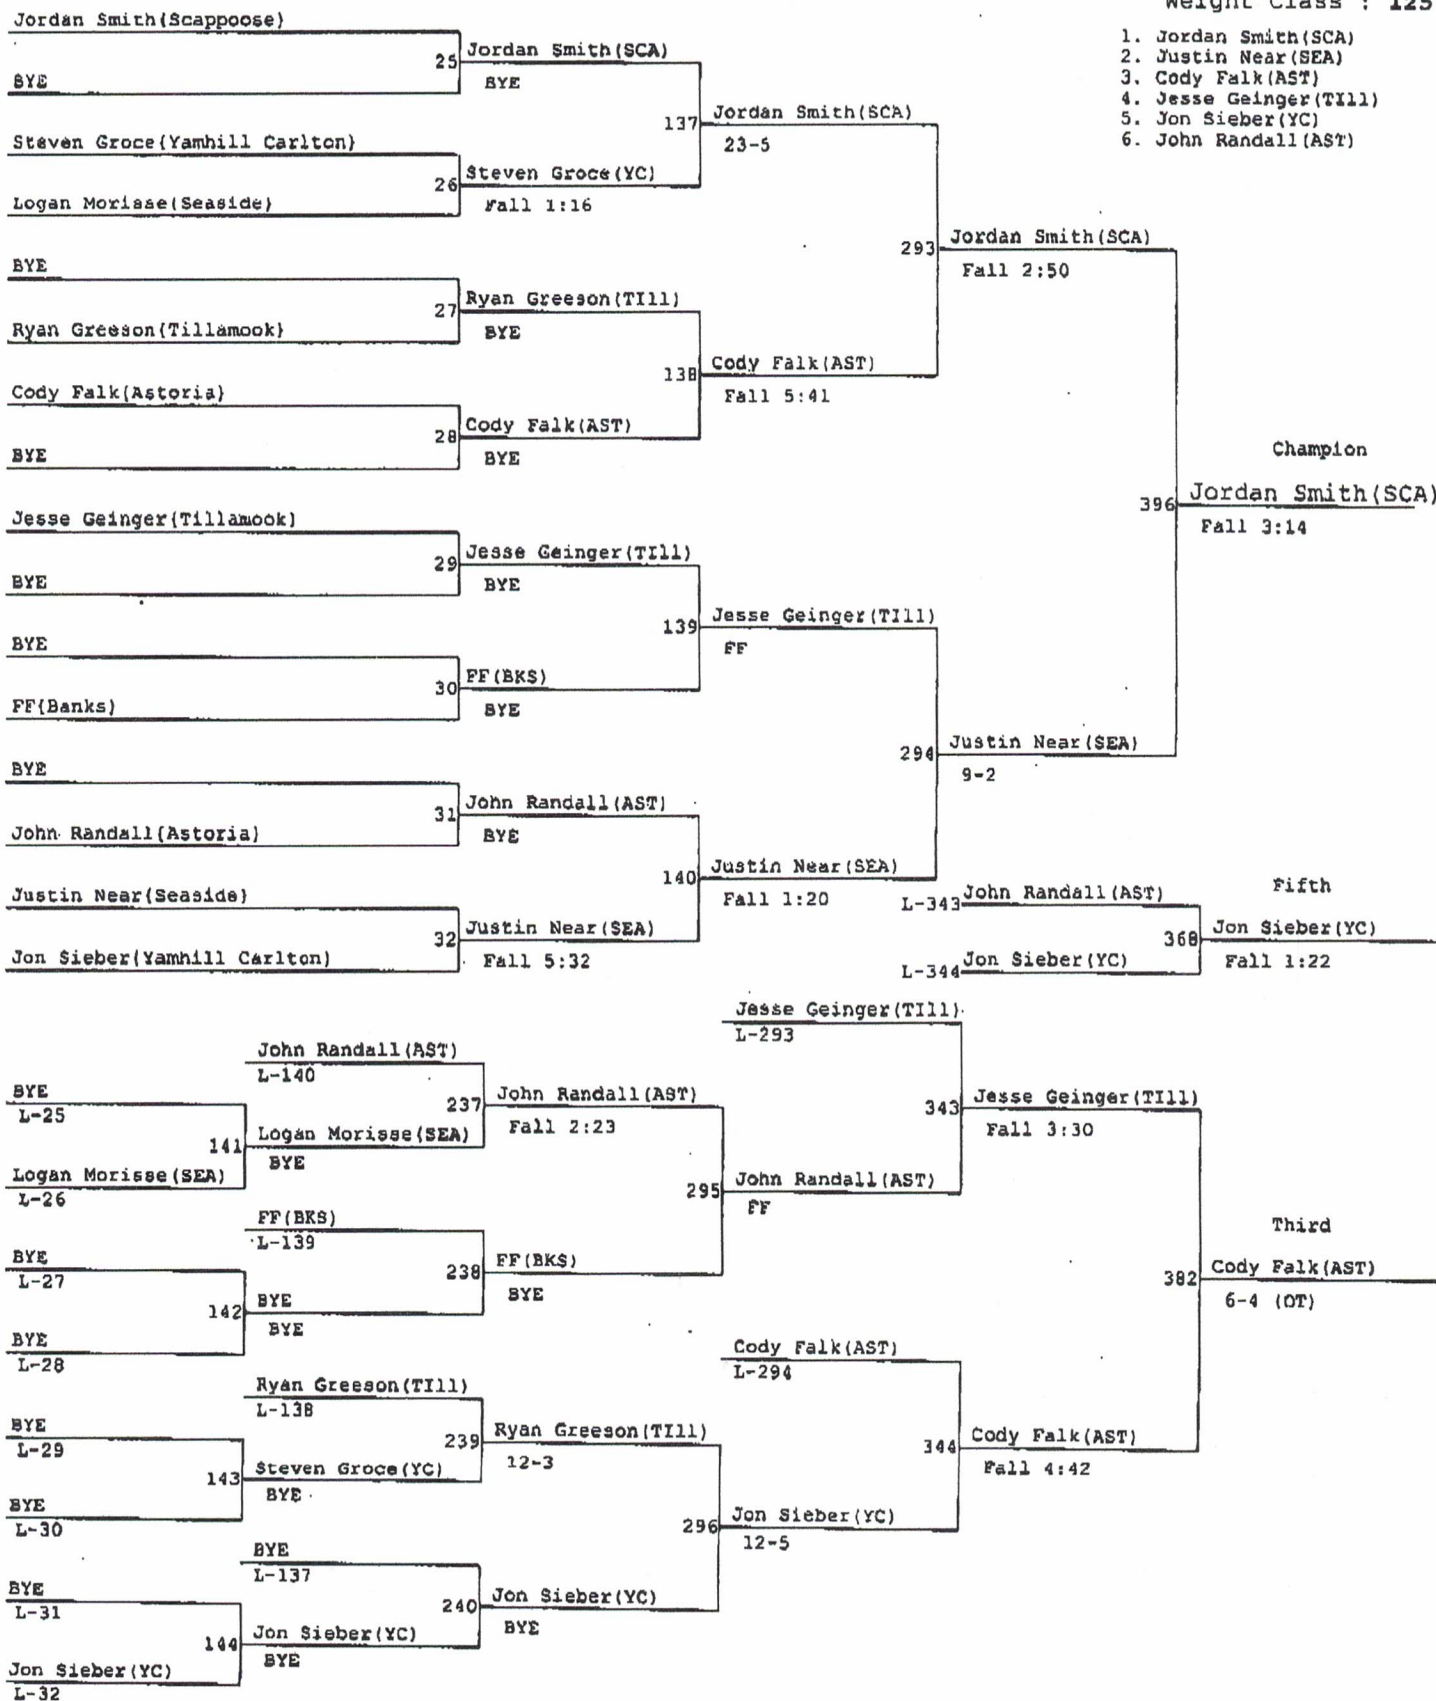 Weight Class : 125
1. Jordan Smith(SCA)
2. Justin Near(SEA)
3. Cody Falk(AST)
4. Jesse Geinger(TIll)
5. Jon Sieber(YC)
6. John Randall(AST)
Jordan Smith(Scappoose)
25 Jordan Smith(SCA)
BYE
BYE
137 Jordan Smith(SCA)
23-5
Steven Groce(Yamhill Carlton)
26 Steven Groce(YC)
Fall 1:16
Logan Morisse(Seaside)
293 Jordan Smith(SCA)
Fall 2:50
BYE
27 Ryan Greeson(TIll)
BYE
Ryan Greeson(Tillamook)
138 Cody Falk(AST)
Fall 5:41
Cody Falk(Astoria)
28 Cody Falk(AST)
BYE
BYE
Champion
396 Jordan Smith(SCA)
Fall 3:14
Jesse Geinger(Tillamook)
29 Jesse Geinger(TIll)
BYE
BYE
139 Jesse Geinger(TIll)
FF
BYE
30 FF(BKS)
BYE
FF(Banks)
294 Justin Near(SEA)
9-2
BYE
31 John Randall(AST)
BYE
John Randall(Astoria)
140 Justin Near(SEA)
Fall 1:20
Justin Near(Seaside)
32 Justin Near(SEA)
Fall 5:32
Jon Sieber(Yamhill Carlton)
Fifth
L-343 John Randall(AST)
368 Jon Sieber(YC)
Fall 1:22
L-344 Jon Sieber(YC)
Jesse Geinger(TIll)
L-293
John Randall(AST)
L-140
BYE
L-25
237 John Randall(AST)
Fall 2:23
343 Jesse Geinger(TIll)
Fall 3:30
141 Logan Morisse(SEA)
BYE
Logan Morisse(SEA)
L-26
295 John Randall(AST)
FF
FF(BKS)
L-139
BYE
L-27
238 FF(BKS)
BYE
142 BYE
BYE
BYE
L-28
Third
382 Cody Falk(AST)
6-4 (OT)
Cody Falk(AST)
L-294
Ryan Greeson(TIll)
L-138
BYE
L-29
239 Ryan Greeson(TIll)
12-3
344 Cody Falk(AST)
Fall 4:42
143 Steven Groce(YC)
BYE
BYE
L-30
296 Jon Sieber(YC)
12-5
BYE
L-137
BYE
L-31
240 Jon Sieber(YC)
BYE
144 Jon Sieber(YC)
BYE
Jon Sieber(YC)
L-32